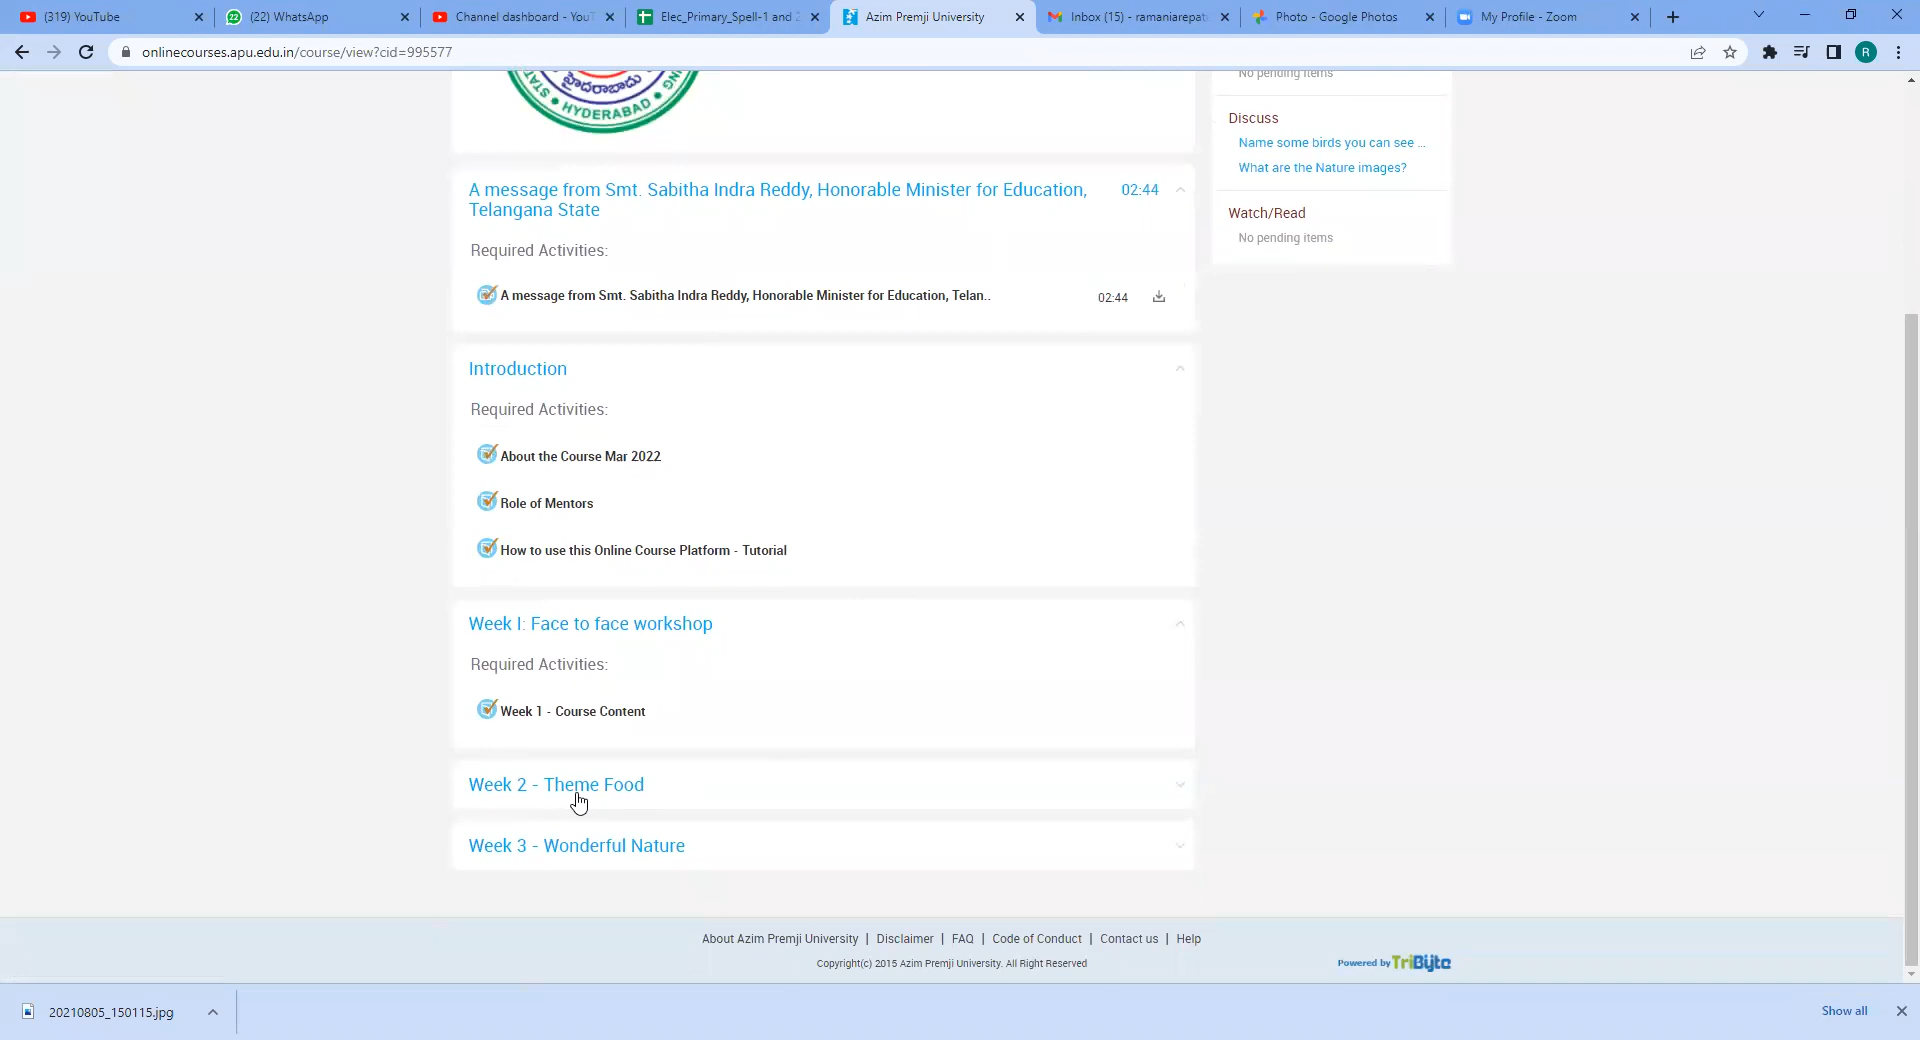 (319) YouTube
(22) WhatsApp
Channel dashboard - YouT
Elec_Primary_Spell-1 and 2
Azim Premji University
Inbox (15) - ramaniarepat
Photo - Google Photos
My Profile - Zoom
onlinecourses.apu.edu.in/course/view?cid=995577
R
హైదరాబాదు
HYDERABAD
No pending items
Discuss
Name some birds you can see ...
What are the Nature images?
Watch/Read
No pending items
A message from Smt. Sabitha Indra Reddy, Honorable Minister for Education, 02:44
Telangana State
Required Activities:
A message from Smt. Sabitha Indra Reddy, Honorable Minister for Education, Telan.. 02:44
Introduction
Required Activities:
About the Course Mar 2022
Role of Mentors
How to use this Online Course Platform - Tutorial
Week I: Face to face workshop
Required Activities:
Week 1 - Course Content
Week 2 - Theme Food
Week 3 - Wonderful Nature
About Azim Premji University | Disclaimer | FAQ | Code of Conduct | Contact us | Help
Copyright(c) 2015 Azim Premji University. All Right Reserved
Powered by TriByte
20210805_150115.jpg
Show all